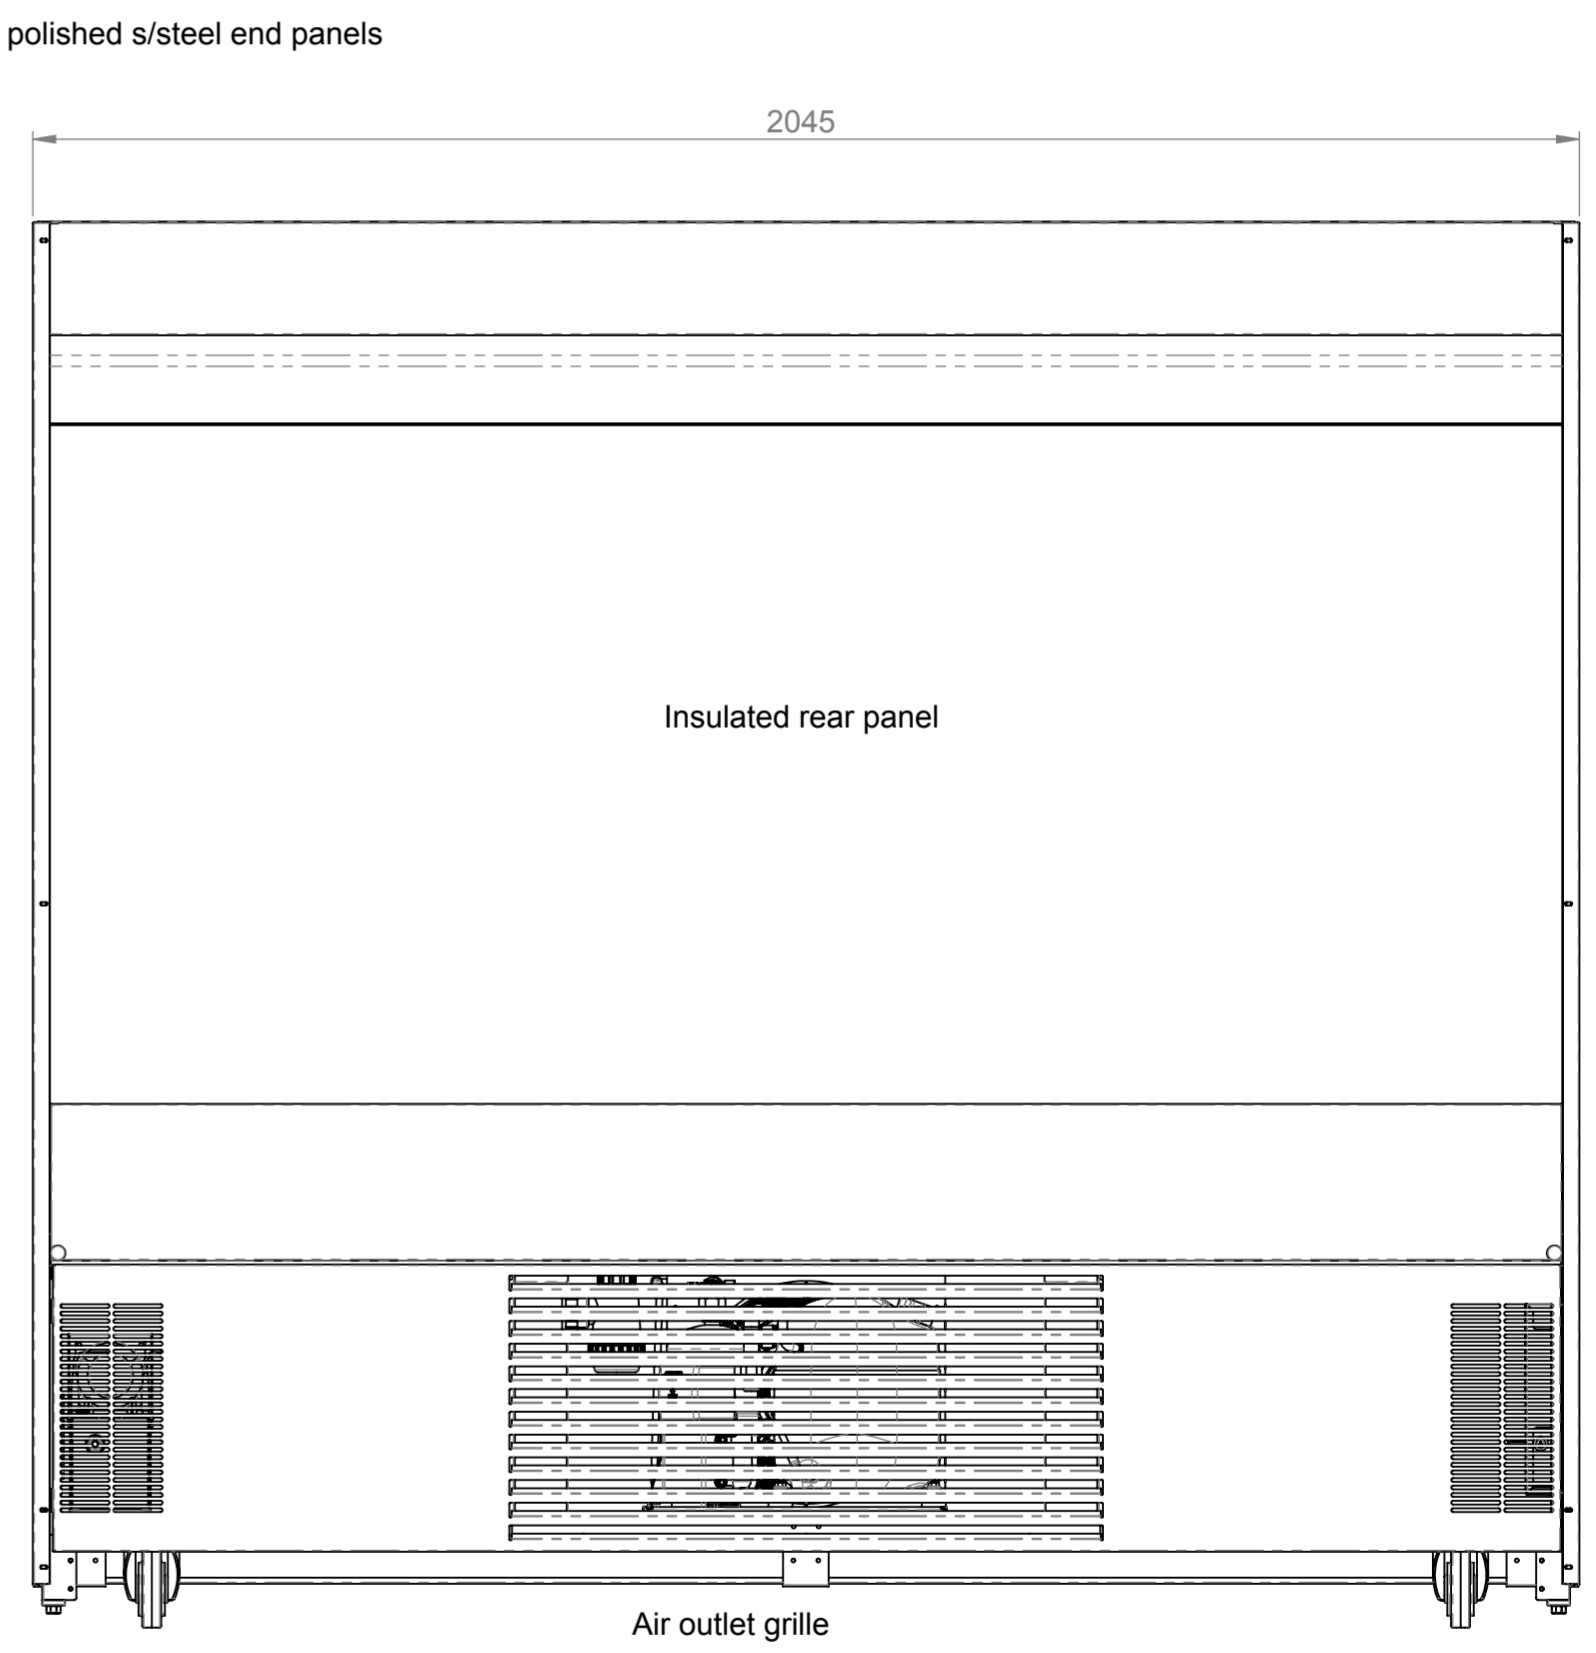 polished s/steel end panels
2045
Insulated rear panel
Air outlet grille